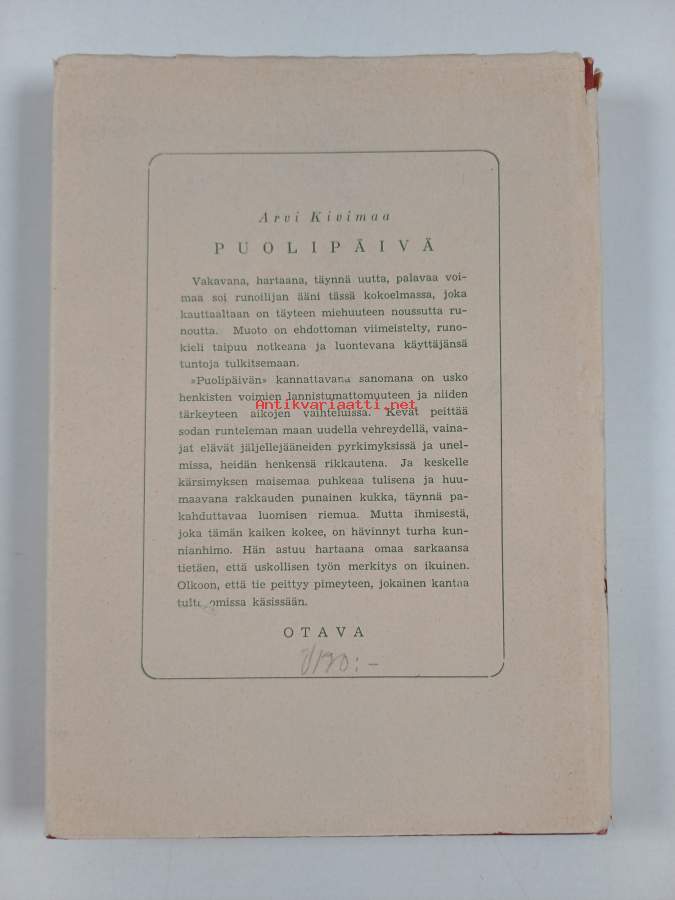 Arvi Kivimaa
PUOLIPÄIVÄ
Vakavana, hartaana, täynnä uutta, palavaa voi-
maa soi runoilijan ääni tässä kokoelmassa, joka
kauttaaltaan on täyteen miehuuteen noussutta ru-
noutta. Muoto on ehdottoman viimeistelty, runo-
kieli taipuu notkeana ja luontevana käyttäjänsä
tuntoja tulkitsemaan.
»Puolipäivän» kannattavana sanomana on usko
henkisten voimien lannistumattomuuteen ja niiden
Antikvariaatti.net
tärkeyteen aikojen vaihteluissa. Kevät peittää
sodan runteleman maan uudella vehreydellä, vaina-
jat elävät jäljellejääneiden pyrkimyksissä ja unel-
missa, heidän henkensä rikkautena. Ja keskelle
kärsimyksen maisemaa puhkeaa tulisena ja huu-
maavana rakkauden punainen kukka, täynnä pa-
kahduttavaa luomisen riemua. Mutta ihmisestä,
joka tämän kaiken kokee, on hävinnyt turha kun-
nianhimo. Hän astuu hartaana omaa sarkaansa
tietäen, että uskollisen työn merkitys on ikuinen.
Olkoon, että tie peittyy pimeyteen, jokainen kantaa
omissa käsissään.
OTAVA